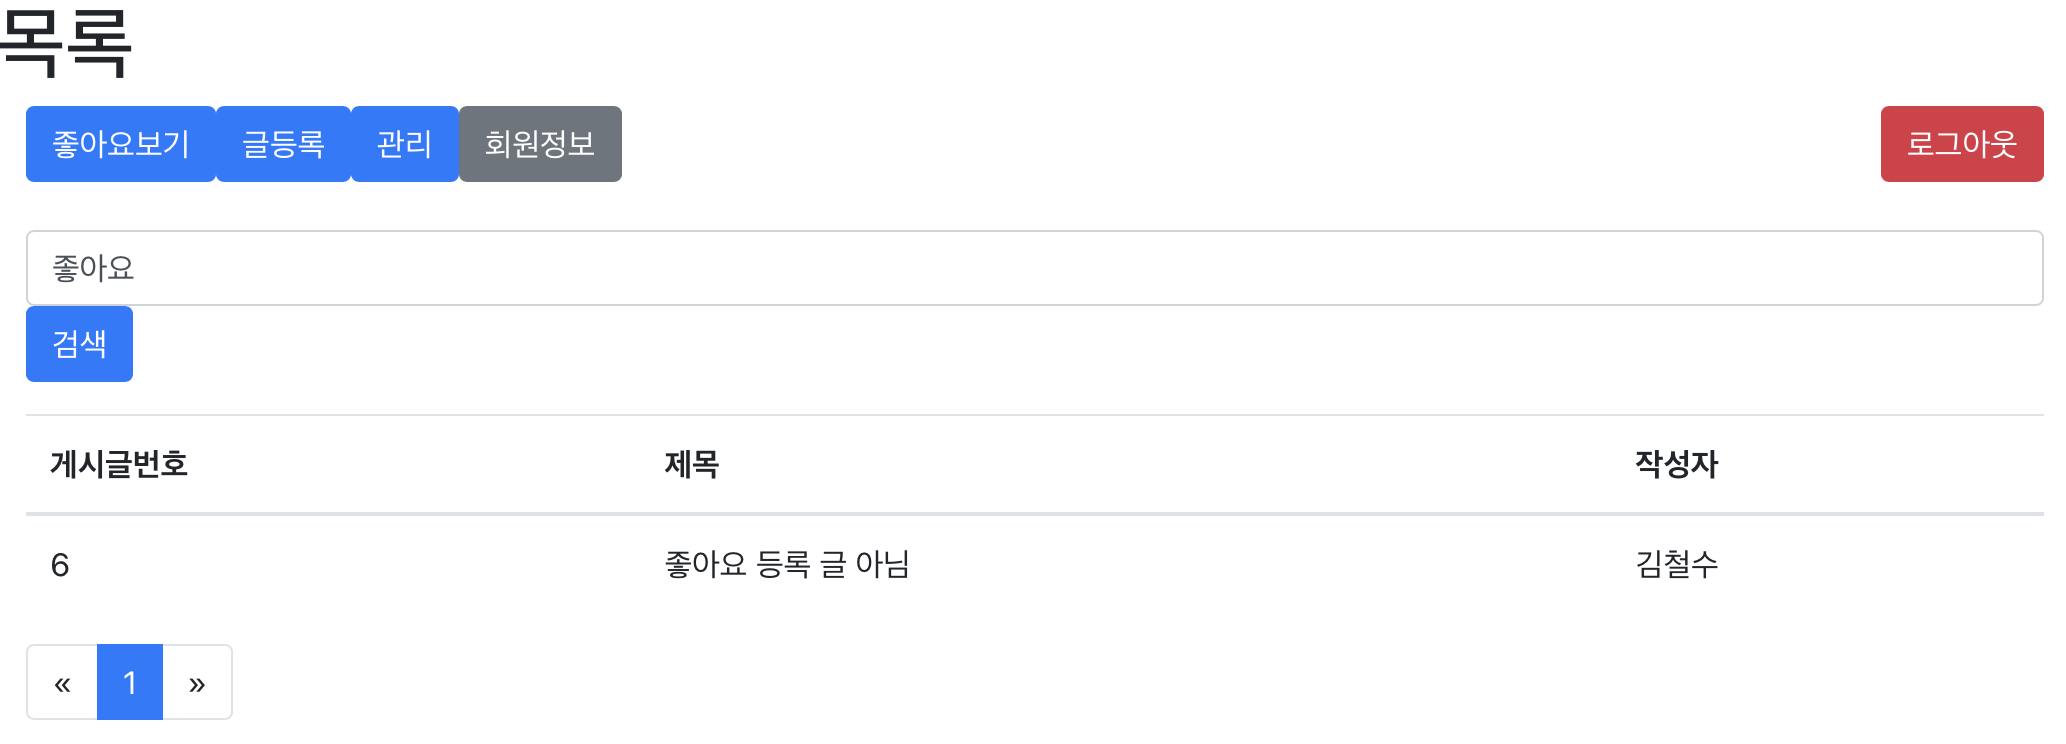 목록
좋아요보기 글등록 관리 회원정보 로그아웃
좋아요
검색
게시글번호 제목 작성자
6 좋아요 등록 글 아님 김철수
« 1 »